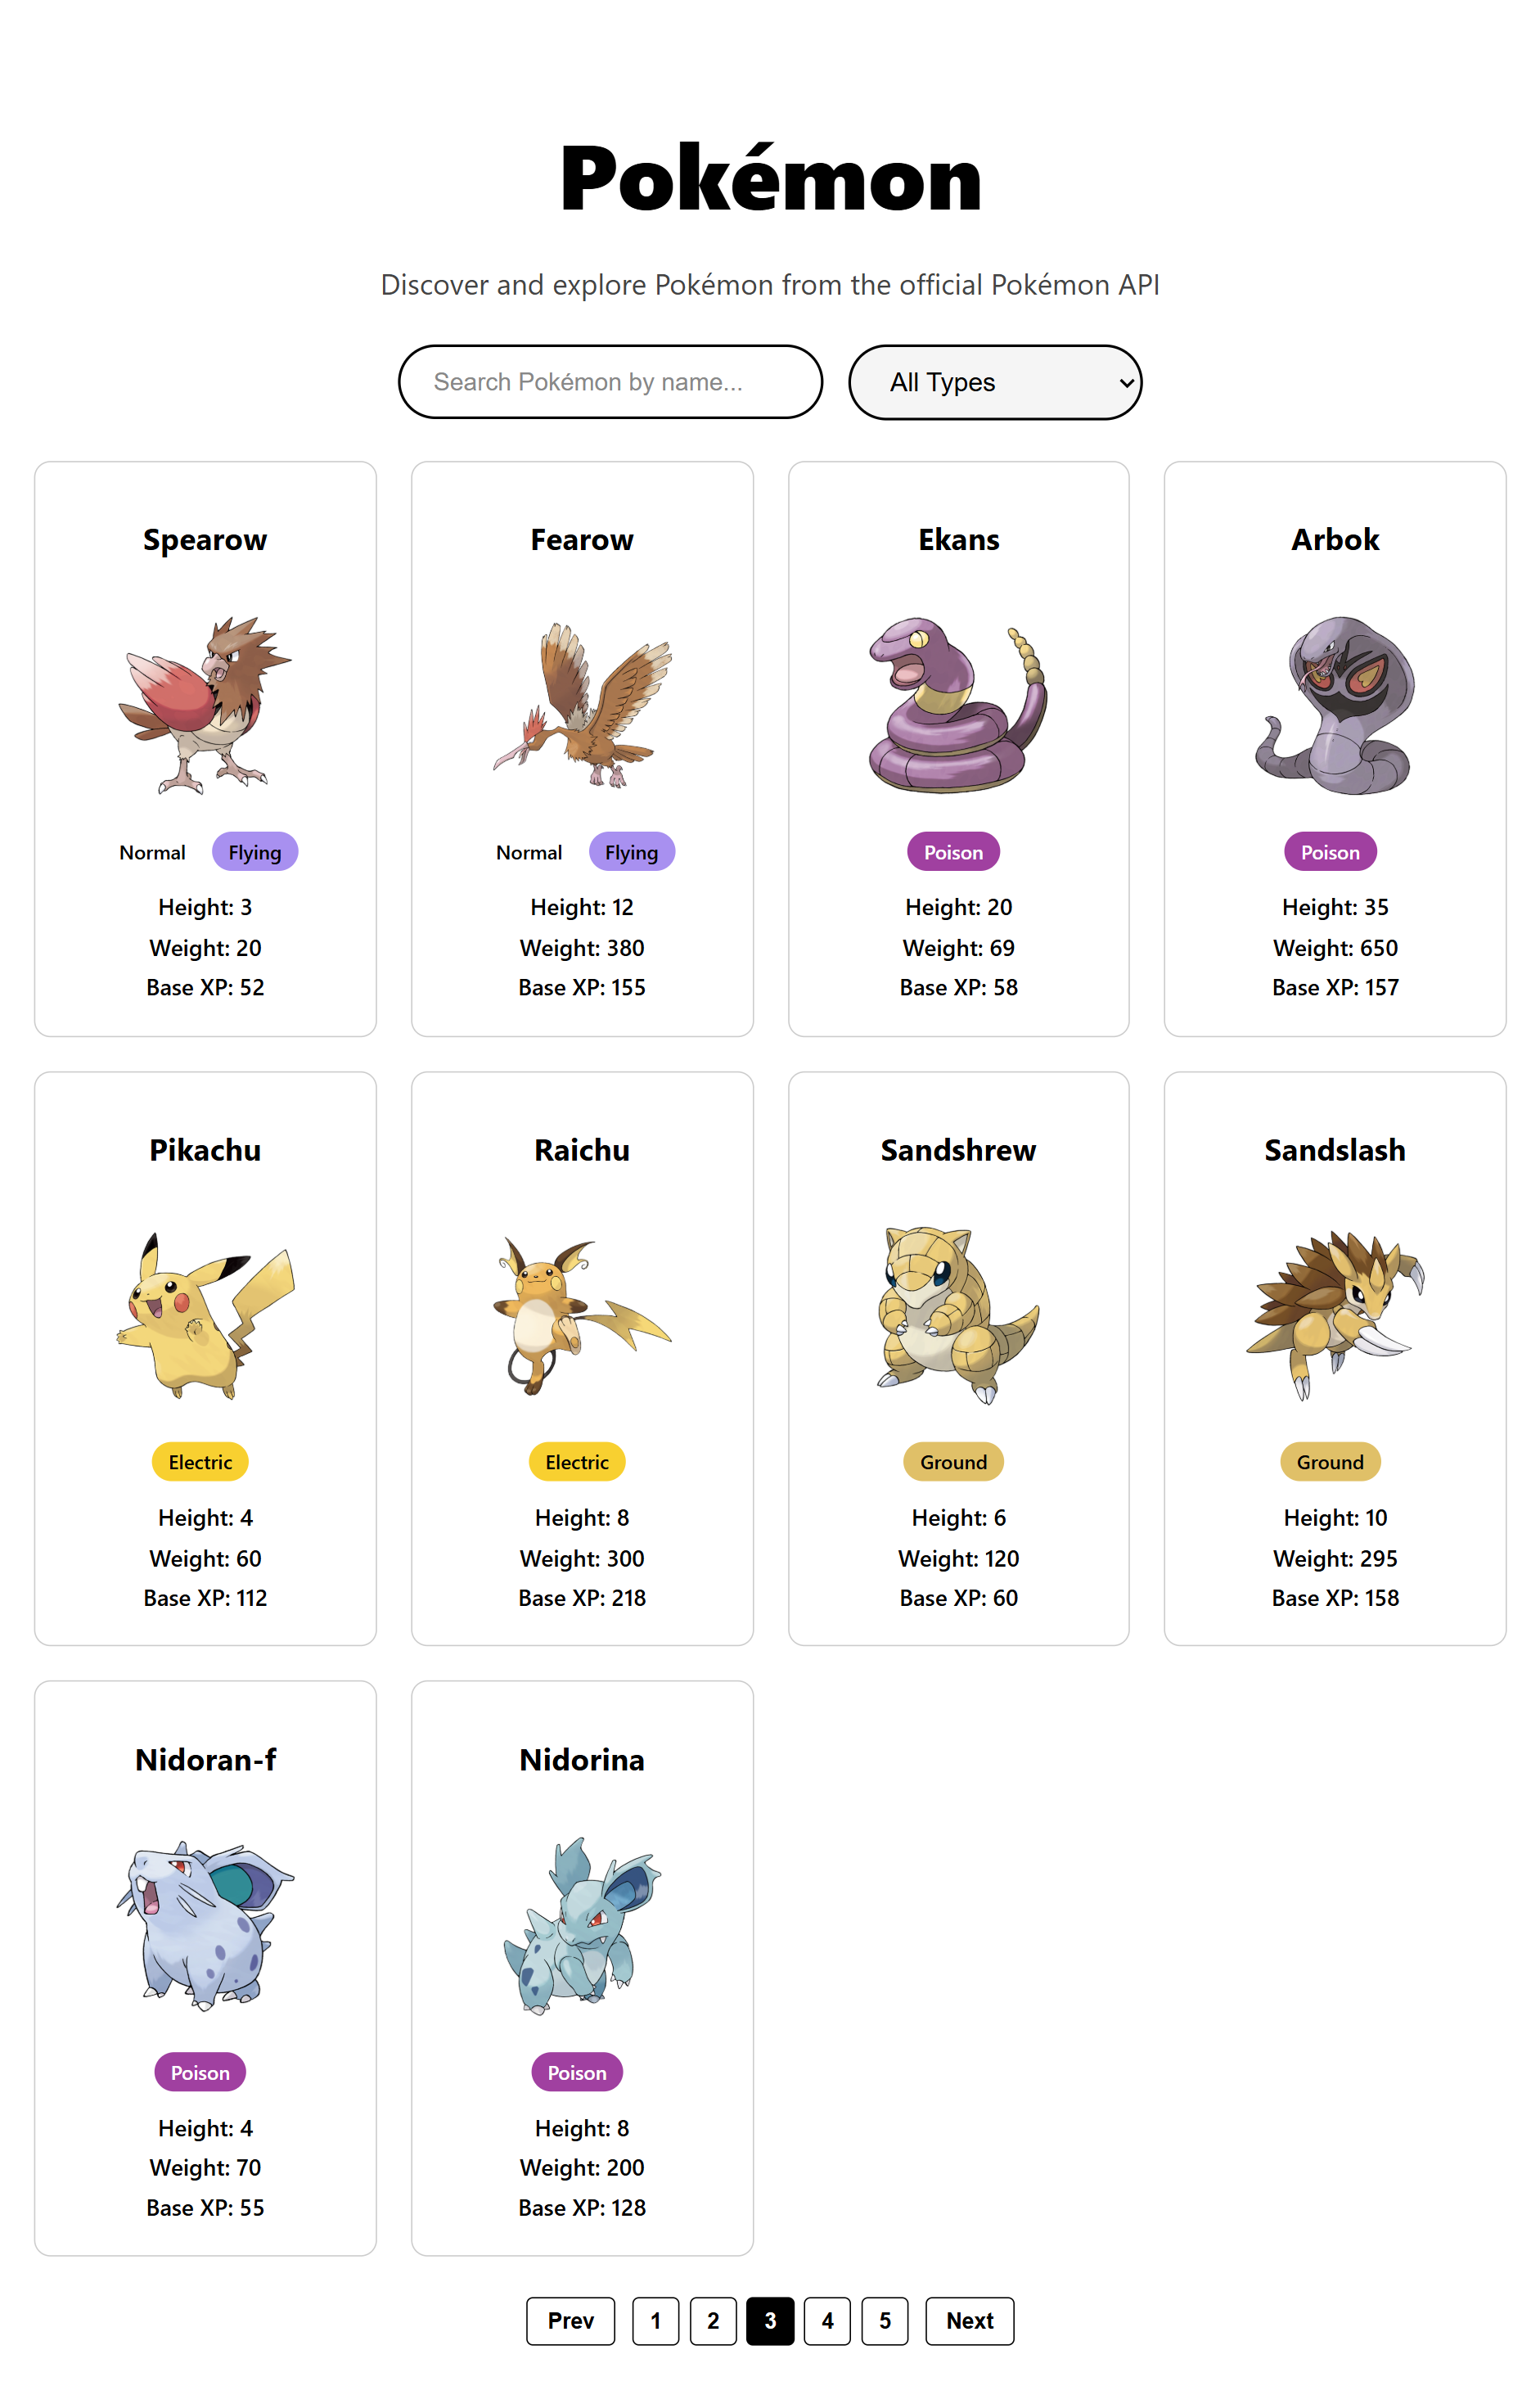 Pokémon
Discover and explore Pokémon from the official Pokémon API
Search Pokémon by name...
All Types
Spearow
Normal Flying
Height: 3
Weight: 20
Base XP: 52
Fearow
Normal Flying
Height: 12
Weight: 380
Base XP: 155
Ekans
Poison
Height: 20
Weight: 69
Base XP: 58
Arbok
Poison
Height: 35
Weight: 650
Base XP: 157
Pikachu
Electric
Height: 4
Weight: 60
Base XP: 112
Raichu
Electric
Height: 8
Weight: 300
Base XP: 218
Sandshrew
Ground
Height: 6
Weight: 120
Base XP: 60
Sandslash
Ground
Height: 10
Weight: 295
Base XP: 158
Nidoran-f
Poison
Height: 4
Weight: 70
Base XP: 55
Nidorina
Poison
Height: 8
Weight: 200
Base XP: 128
Prev 1 2 3 4 5 Next